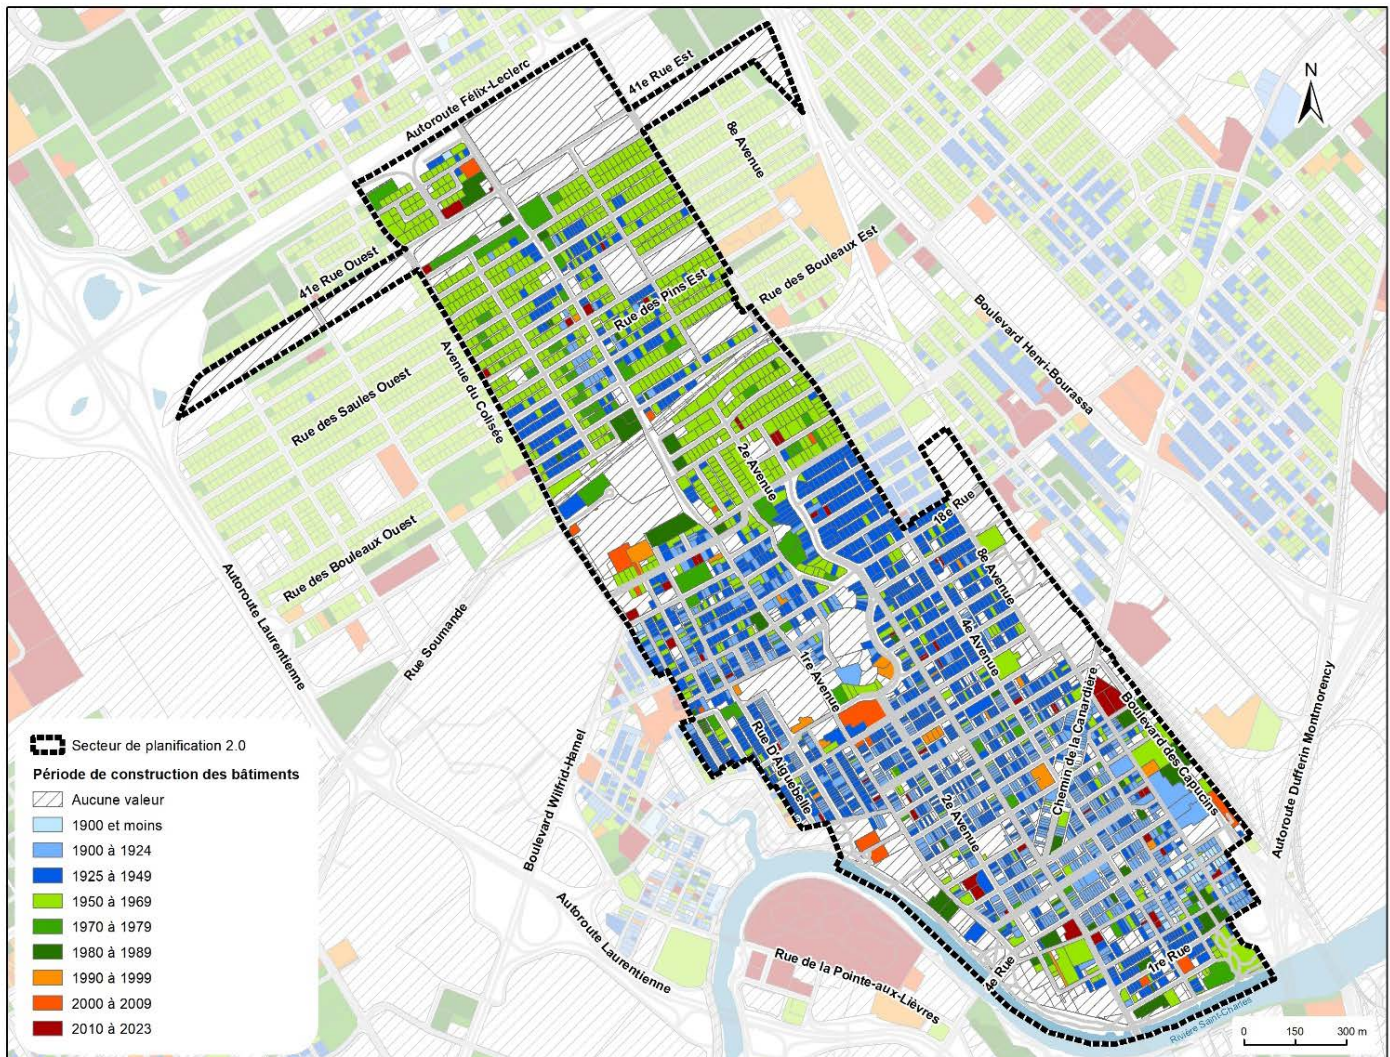 N
Autoroute Félix-Leclerc
41e Rue Est
8e Avenue
41e Rue Ouest
Rue des Bouleaux Est
Rue des Pins Est
Boulevard Henri-Bourassa
Avenue du Colisée
Rue des Saules Ouest
2e Avenue
18e Rue
Rue des Bouleaux Ouest
8e Avenue
Autoroute Laurentienne
Rue Soumande
4e Avenue
1re Avenue
Chemin de la Canardière
Boulevard des Capucins
Autoroute Dufferin Montmorency
Rue D'Aiguebelle
Boulevard Wilfrid-Hamel
2e Avenue
Autoroute Laurentienne
Rue de la Pointe-aux-Lièvres
4e Rue
1re Rue
Rivière Saint-Charles
Secteur de planification 2.0
Période de construction des bâtiments
Aucune valeur
1900 et moins
1900 à 1924
1925 à 1949
1950 à 1969
1970 à 1979
1980 à 1989
1990 à 1999
2000 à 2009
2010 à 2023
0 150 300 m